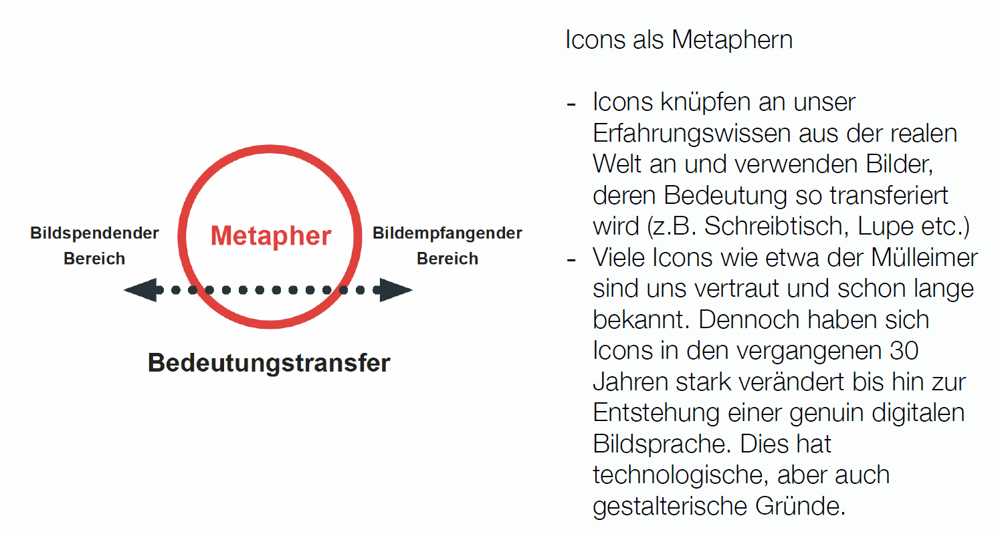 Icons als Metaphern
- Icons knüpfen an unser
Erfahrungswissen aus der realen
Welt an und verwenden Bilder,
deren Bedeutung so transferiert
wird (z.B. Schreibtisch, Lupe etc.)
- Viele Icons wie etwa der Mülleimer
sind uns vertraut und schon lange
bekannt. Dennoch haben sich
Icons in den vergangenen 30
Jahren stark verändert bis hin zur
Entstehung einer genuin digitalen
Bildsprache. Dies hat
technologische, aber auch
gestalterische Gründe.
Bildspendender
Bereich
Metapher
Bildempfangender
Bereich
Bedeutungstransfer